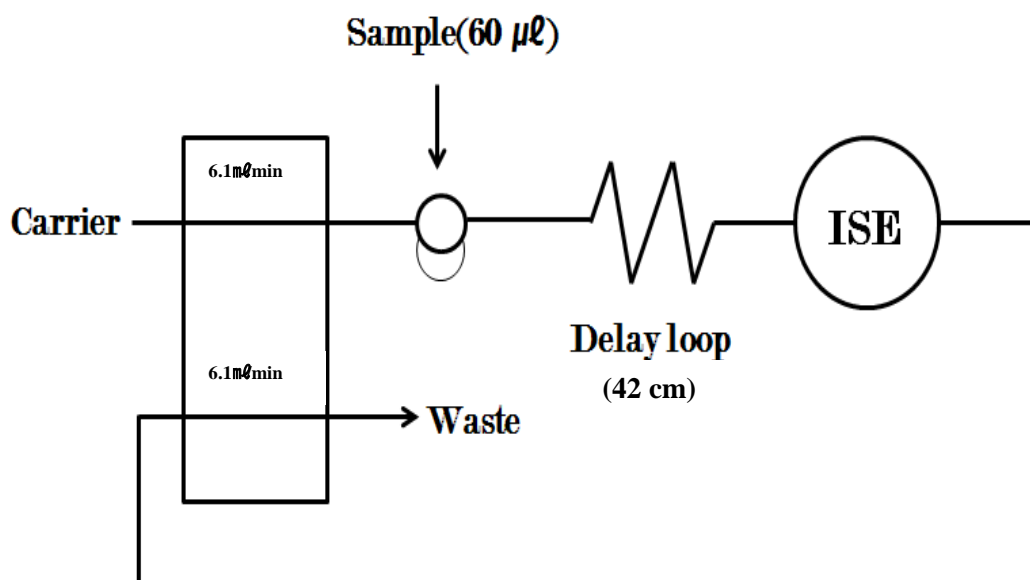 Sample(60 ㎕)
6.1㎖min
Carrier
ISE
Delay loop
(42 cm)
6.1㎖min
Waste